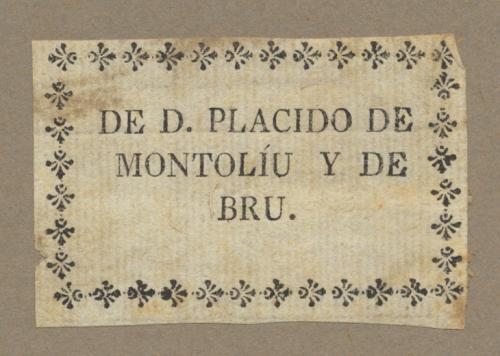 DE D. PLACIDO DE
MONTOLÍU Y DE
BRU.